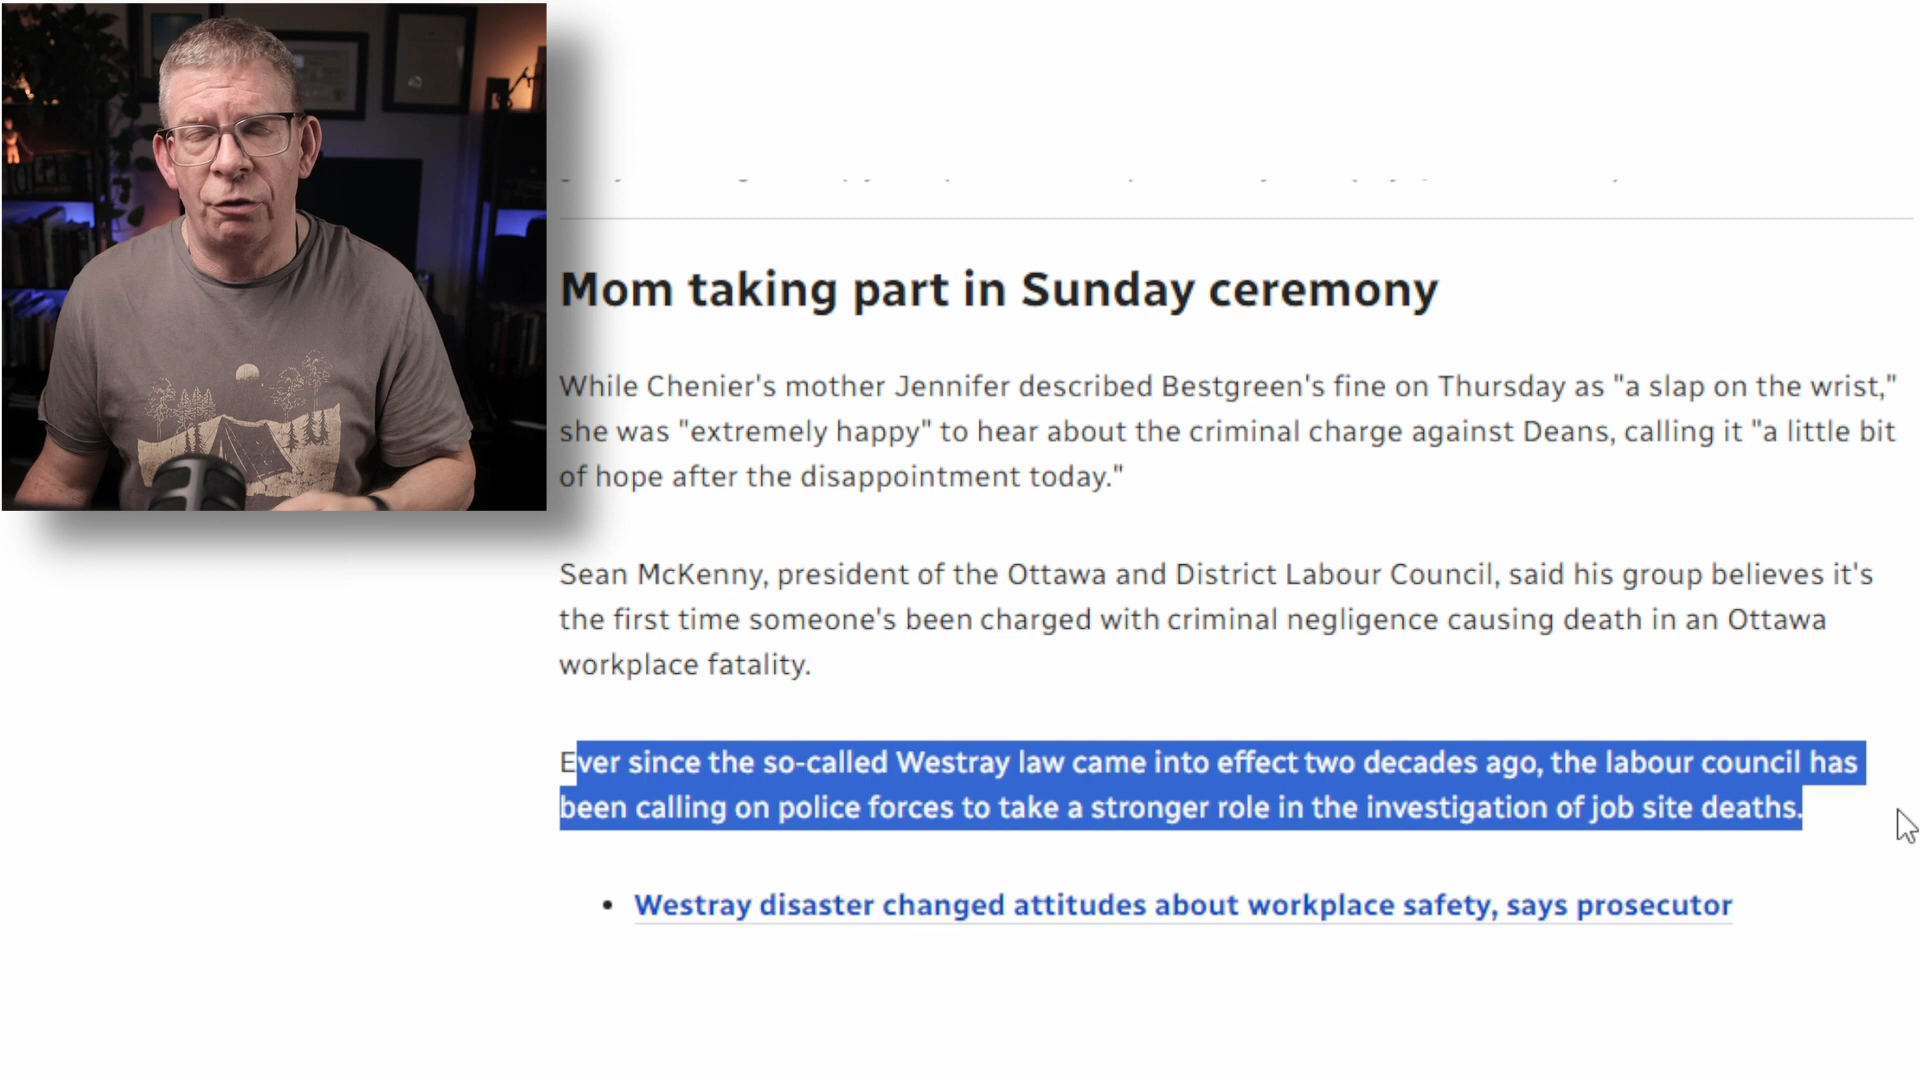 Mom taking part in Sunday ceremony
While Chenier's mother Jennifer described Bestgreen's fine on Thursday as "a slap on the wrist,"
she was "extremely happy" to hear about the criminal charge against Deans, calling it "a little bit
of hope after the disappointment today."
Sean McKenny, president of the Ottawa and District Labour Council, said his group believes it's
the first time someone's been charged with criminal negligence causing death in an Ottawa
workplace fatality.
Ever since the so-called Westray law came into effect two decades ago, the labour council has
been calling on police forces to take a stronger role in the investigation of job site deaths.
• Westray disaster changed attitudes about workplace safety, says prosecutor